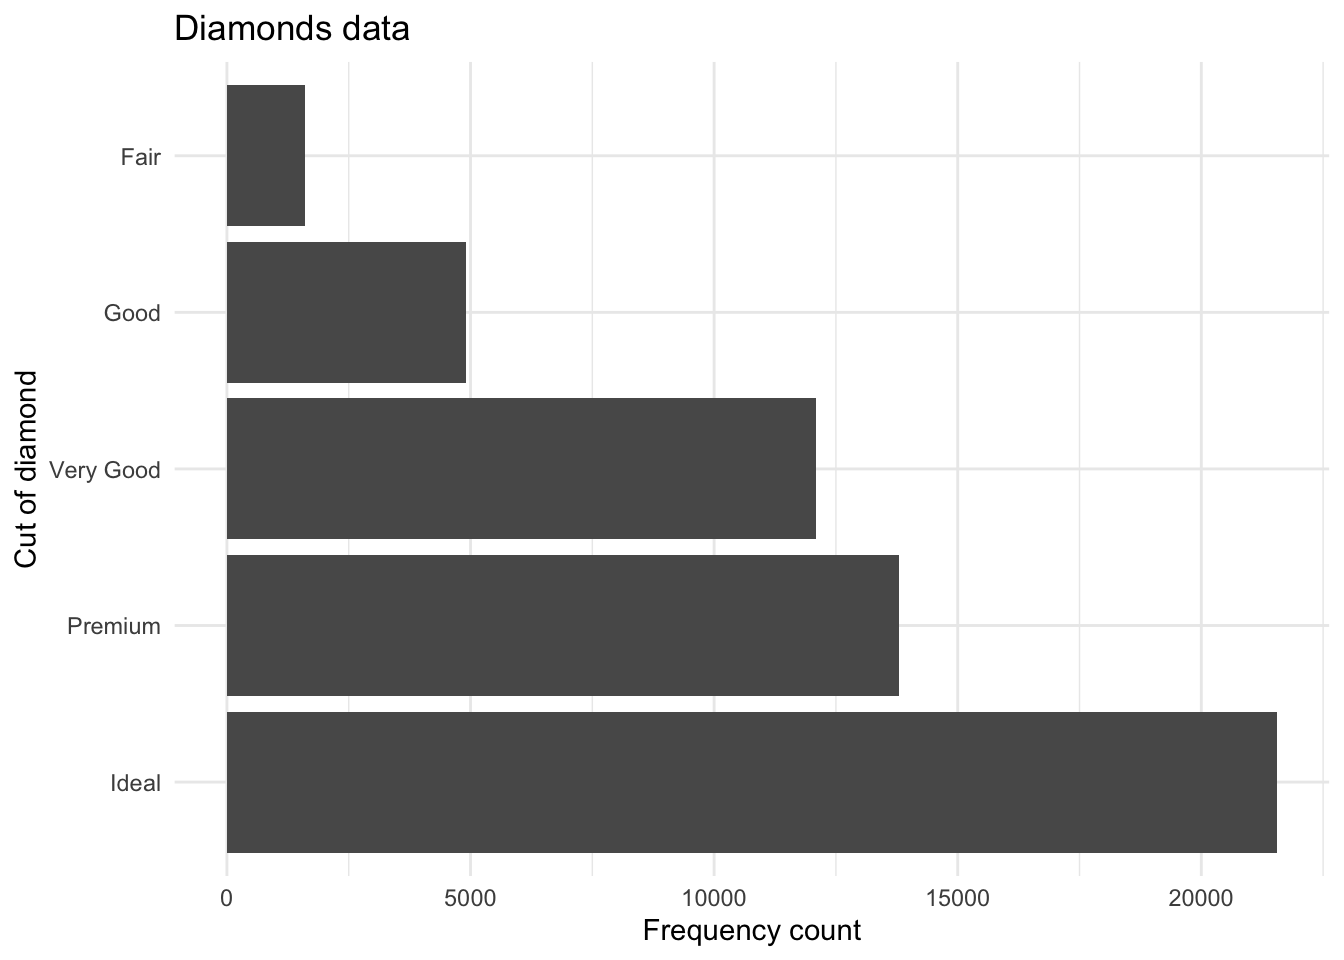 Diamonds data
Cut of diamond
Fair
Good
Very Good
Premium
Ideal
0 5000 10000 15000 20000
Frequency count